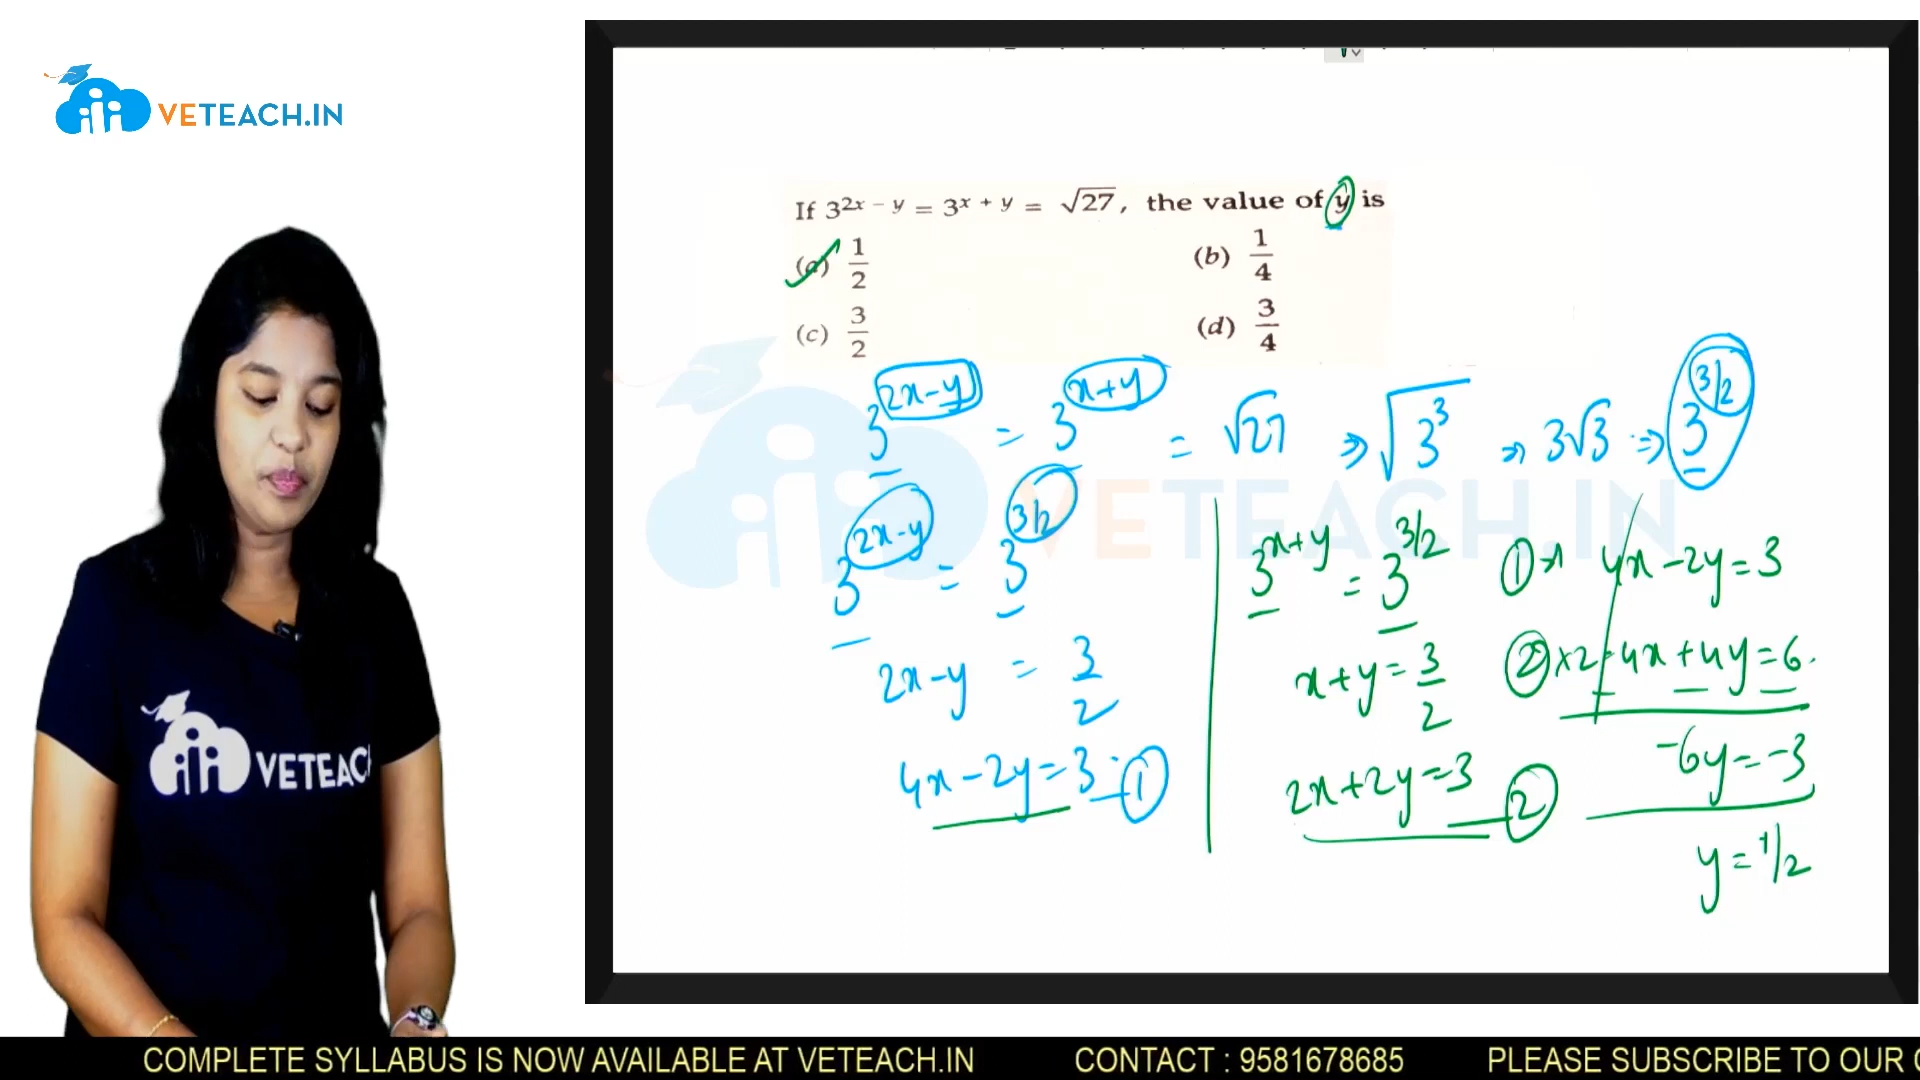 VETEACH.IN
If 3^{2x − y} = 3^{x + y} = √27, the value of y is
(a) 1/2 (b) 1/4
(c) 3/2 (d) 3/4
3^{2x-y} = 3^{x+y} = √27 ⇒ √3^3 ⇒ 3√3 ⇒ 3^{3/2}
VETEACH.IN
3^{2x-y} = 3^{3/2}
2x-y = 3/2
4x-2y=3 - ①
3^{x+y} = 3^{3/2}
x+y = 3/2
2x+2y=3 - ②
① ⇒ 4x-2y=3
②×2 4x+4y=6
-6y=-3
y=1/2
VETEACH
COMPLETE SYLLABUS IS NOW AVAILABLE AT VETEACH.IN CONTACT : 9581678685 PLEASE SUBSCRIBE TO OUR